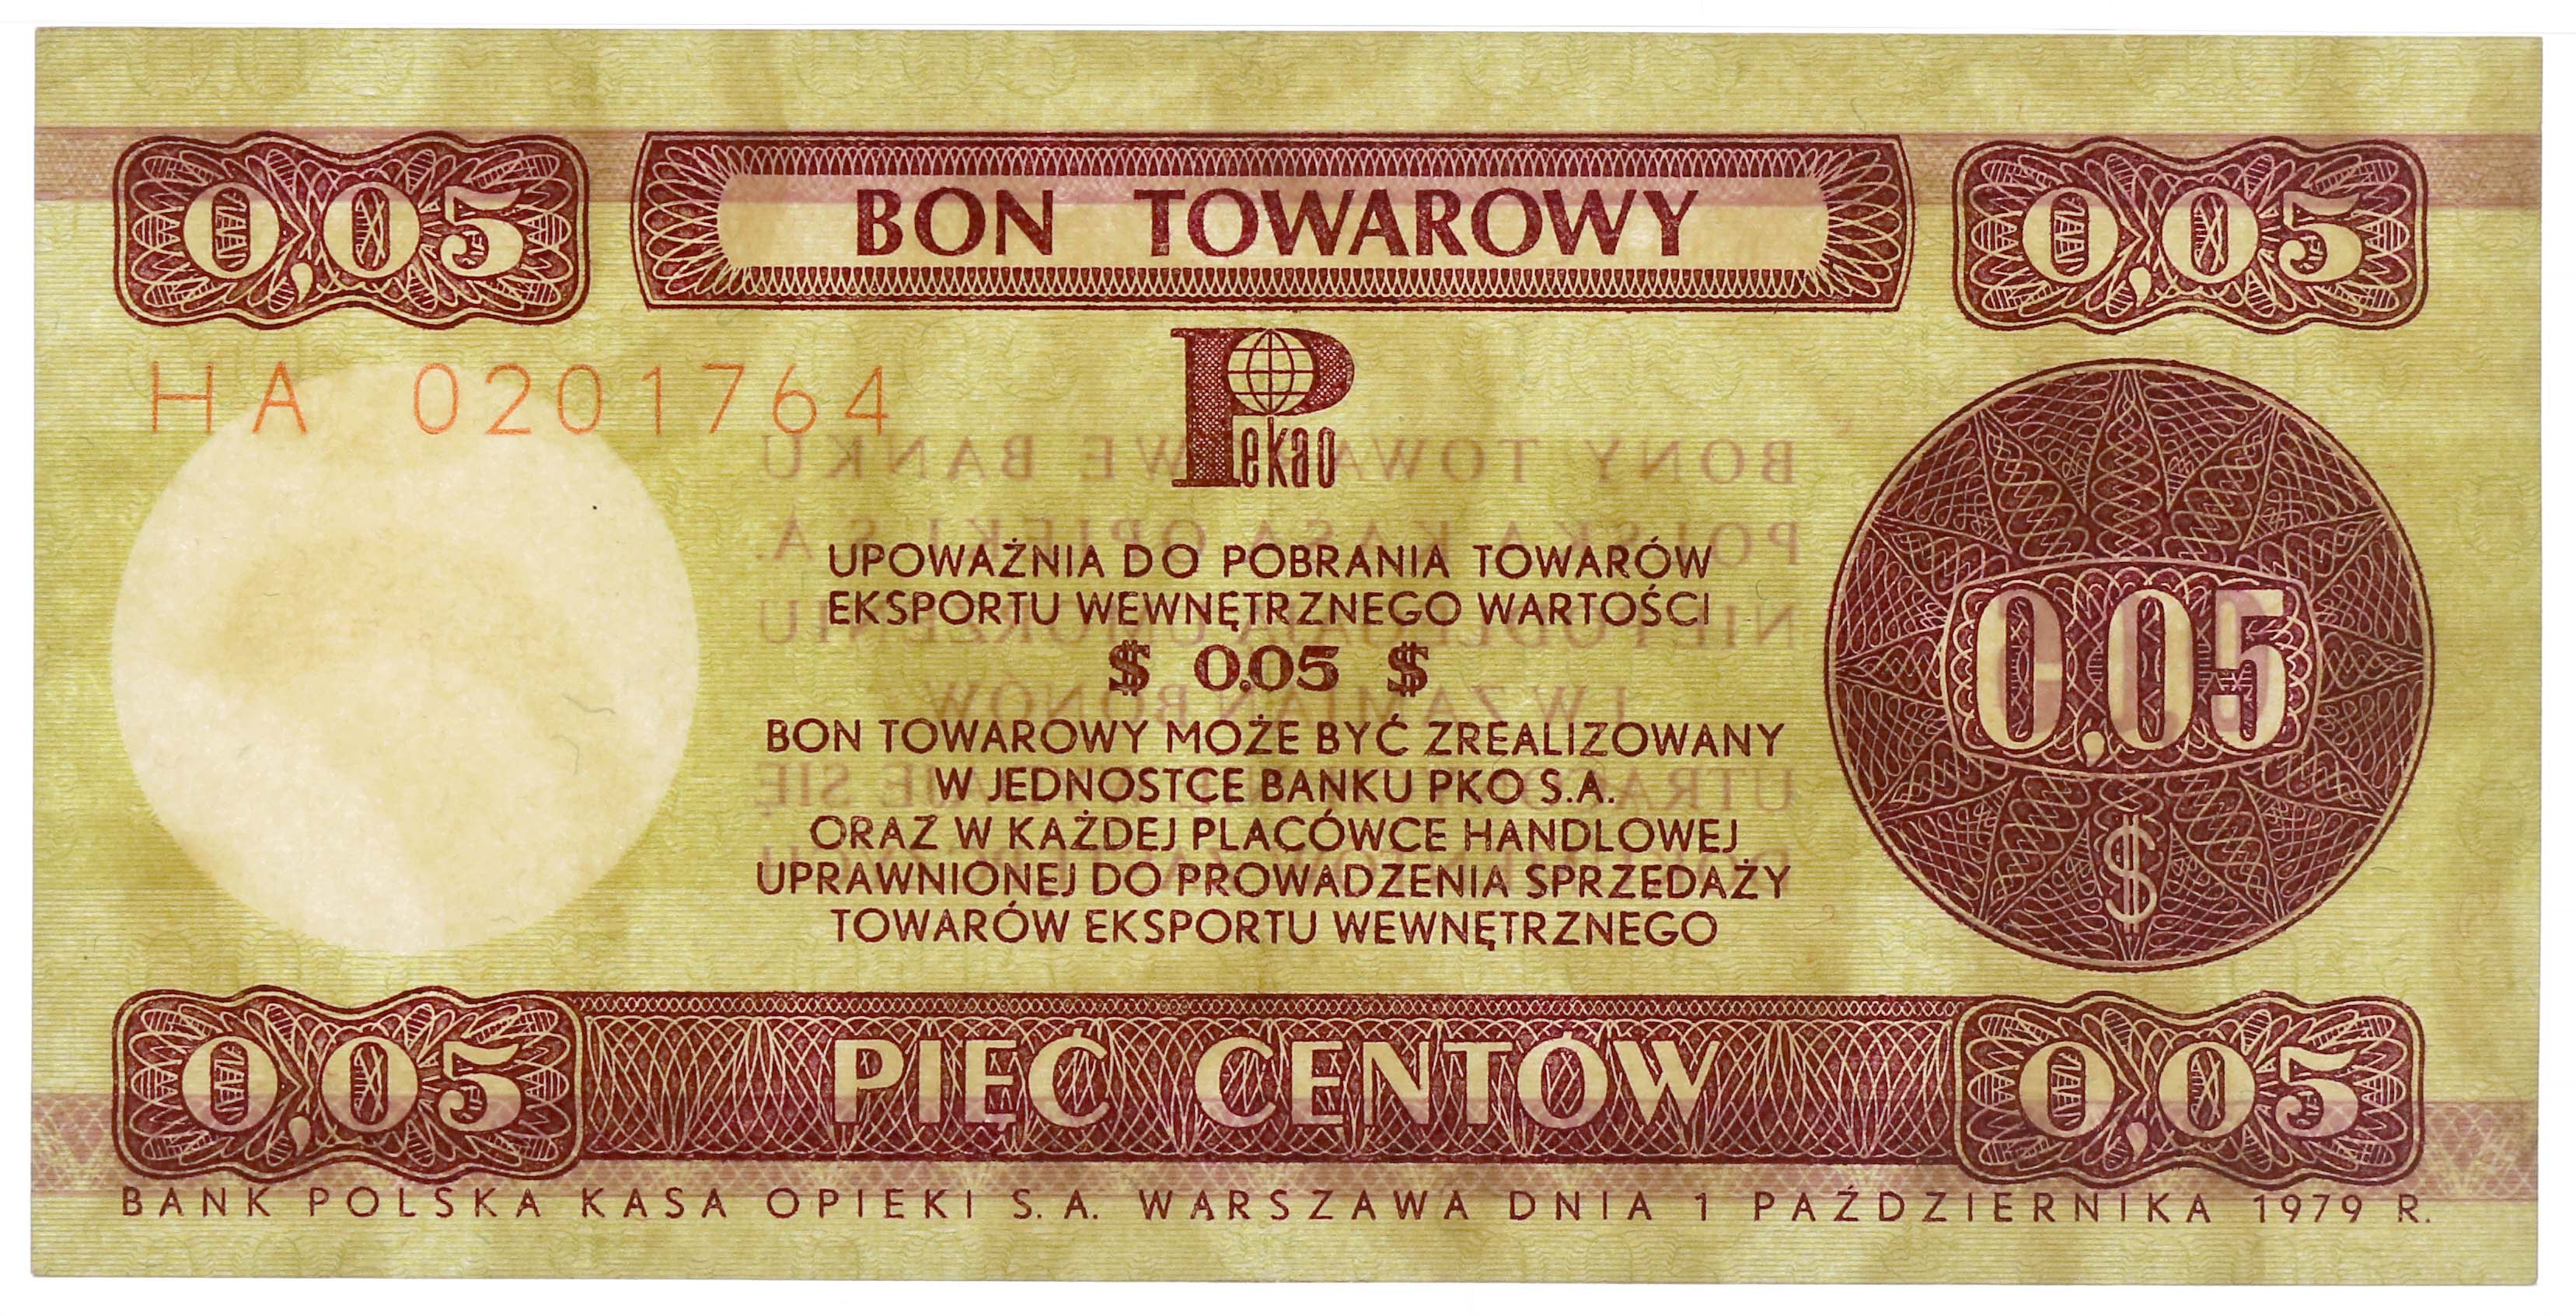 0,05 BON TOWAROWY 0,05
HA 0201764
Pekao
UPOWAŻNIA DO POBRANIA TOWARÓW
EKSPORTU WEWNĘTRZNEGO WARTOŚCI
$ 0.05 $
0,05
$
BON TOWAROWY MOŻE BYĆ ZREALIZOWANY
W JEDNOSTCE BANKU PKO S.A.
ORAZ W KAŻDEJ PLACÓWCE HANDLOWEJ
UPRAWNIONEJ DO PROWADZENIA SPRZEDAŻY
TOWARÓW EKSPORTU WEWNĘTRZNEGO
0,05 PIĘĆ CENTÓW 0,05
BANK POLSKA KASA OPIEKI S.A. WARSZAWA DNIA 1 PAŹDZIERNIKA 1979 R.